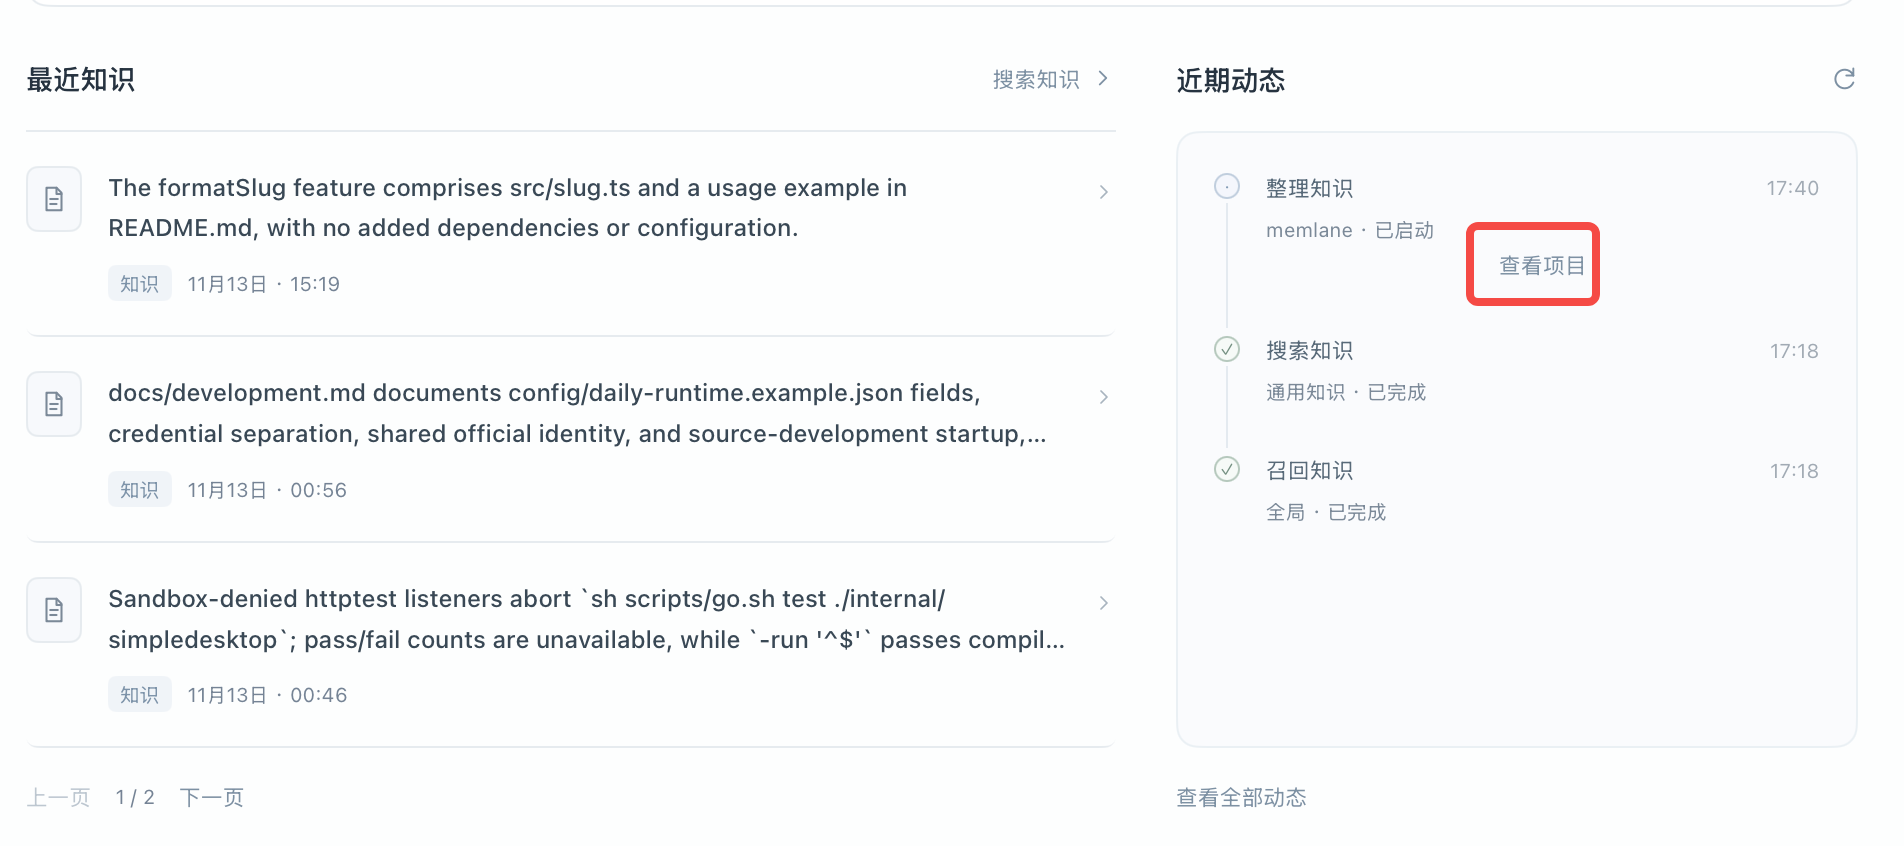 最近知识
搜索知识
The formatSlug feature comprises src/slug.ts and a usage example in
README.md, with no added dependencies or configuration.
知识 11月13日 · 15:19
docs/development.md documents config/daily-runtime.example.json fields,
credential separation, shared official identity, and source-development startup,...
知识 11月13日 · 00:56
Sandbox-denied httptest listeners abort `sh scripts/go.sh test ./internal/
simpledesktop`; pass/fail counts are unavailable, while `-run '^$'` passes compil...
知识 11月13日 · 00:46
上一页 1 / 2 下一页
近期动态
整理知识 17:40
memlane · 已启动
查看项目
搜索知识 17:18
通用知识 · 已完成
召回知识 17:18
全局 · 已完成
查看全部动态